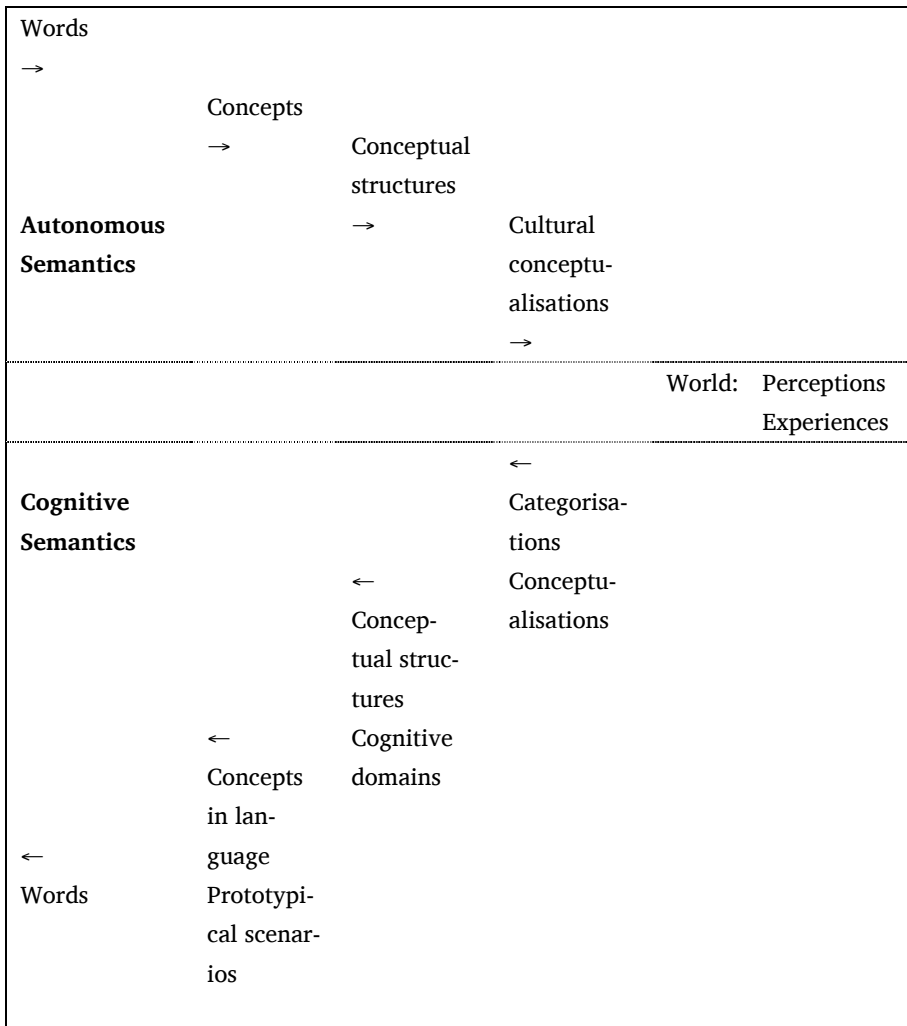 Words
→
Concepts
→ Conceptual
structures
Autonomous → Cultural
Semantics conceptu-
alisations
→
World: Perceptions
Experiences
←
Cognitive Categorisa-
Semantics tions
← Conceptu-
Concep- alisations
tual struc-
tures
← Cognitive
Concepts domains
in lan-
← guage
Words Prototypi-
cal scenar-
ios